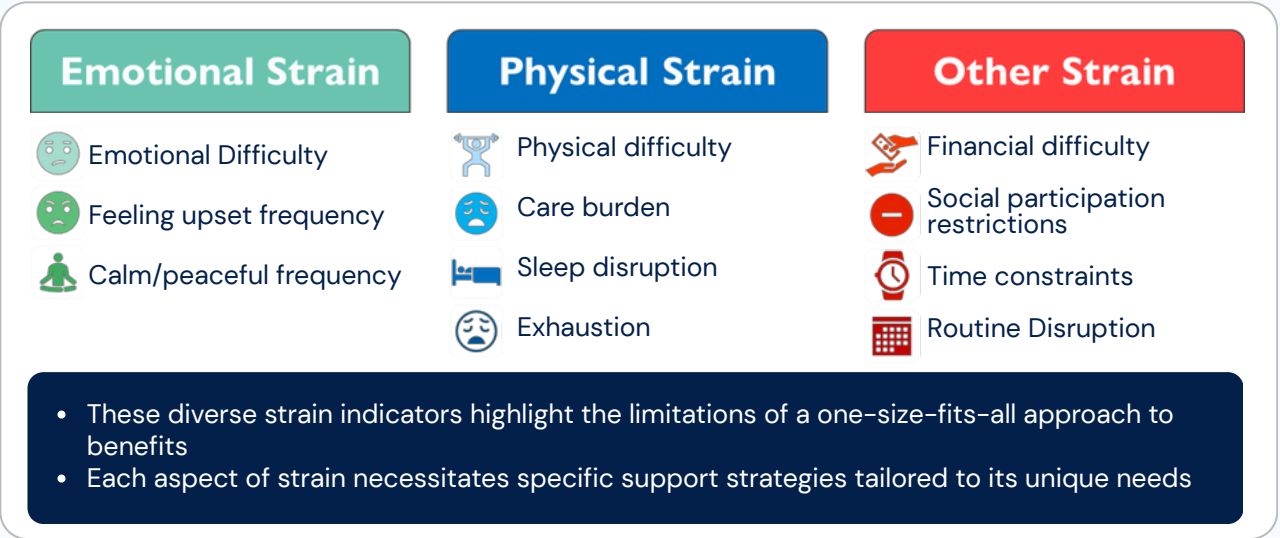 Emotional Strain
Emotional Difficulty
Feeling upset frequency
Calm/peaceful frequency
Physical Strain
Physical difficulty
Care burden
Sleep disruption
Exhaustion
Other Strain
Financial difficulty
Social participation
restrictions
Time constraints
Routine Disruption
• These diverse strain indicators highlight the limitations of a one-size-fits-all approach to
benefits
• Each aspect of strain necessitates specific support strategies tailored to its unique needs